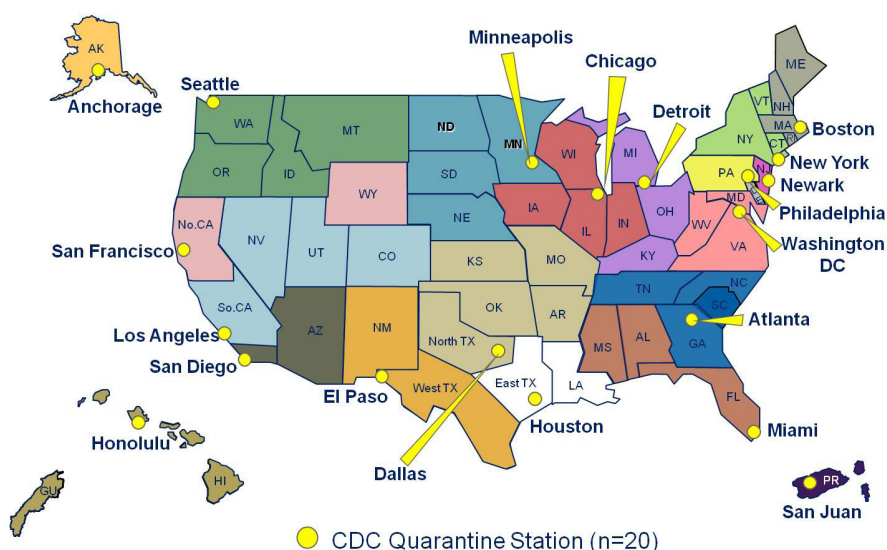 AK
Anchorage
Seattle
Minneapolis
Chicago
Detroit
Boston
New York
Newark
Philadelphia
Washington
DC
WA
MT
ND
MN
WI
MI
VT
NH
ME
MA
RI
CT
NY
OR
ID
WY
SD
IA
IL
IN
OH
PA
NJ
MD
No.CA
San Francisco
NV
UT
CO
NE
KS
MO
KY
WV
VA
So.CA
Los Angeles
San Diego
AZ
NM
OK
AR
TN
NC
SC
Atlanta
GA
North TX
West TX
El Paso
East TX
LA
MS
AL
FL
Miami
Houston
Dallas
Honolulu
HI
GU
PR
San Juan
CDC Quarantine Station (n=20)